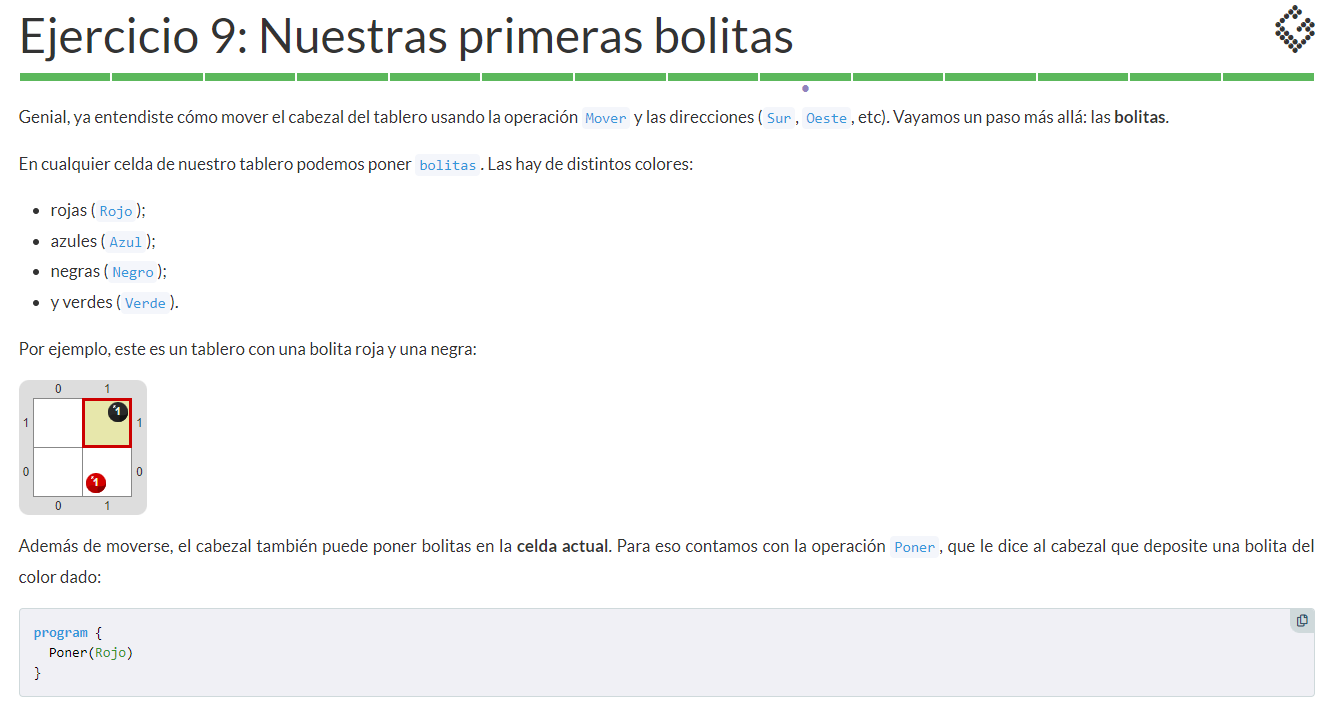 Ejercicio 9: Nuestras primeras bolitas
Genial, ya entendiste cómo mover el cabezal del tablero usando la operación Mover y las direcciones ( Sur , Oeste , etc). Vayamos un paso más allá: las bolitas.
En cualquier celda de nuestro tablero podemos poner bolitas . Las hay de distintos colores:
rojas ( Rojo );
azules ( Azul );
negras ( Negro );
y verdes ( Verde ).
Por ejemplo, este es un tablero con una bolita roja y una negra:
0 1
1 1 1
0 1 0
0 1
Además de moverse, el cabezal también puede poner bolitas en la celda actual. Para eso contamos con la operación Poner , que le dice al cabezal que deposite una bolita del
color dado:
program {
Poner(Rojo)
}